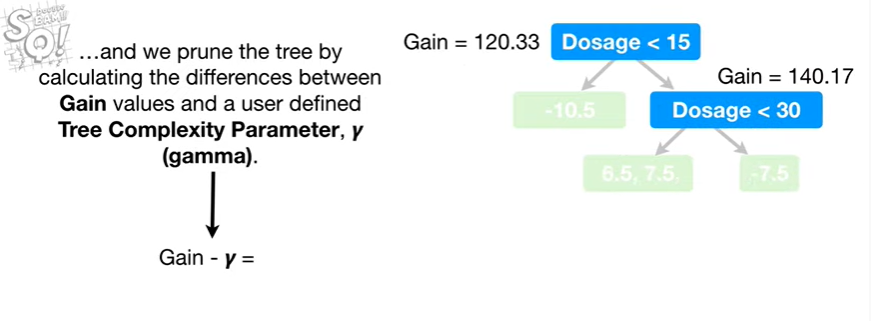 StatQuest
BEAM!!!
...and we prune the tree by
calculating the differences between
Gain values and a user defined
Tree Complexity Parameter, γ
(gamma).
Gain - γ =
Gain = 120.33
Dosage < 15
Gain = 140.17
-10.5
Dosage < 30
6.5, 7.5.
-7.5